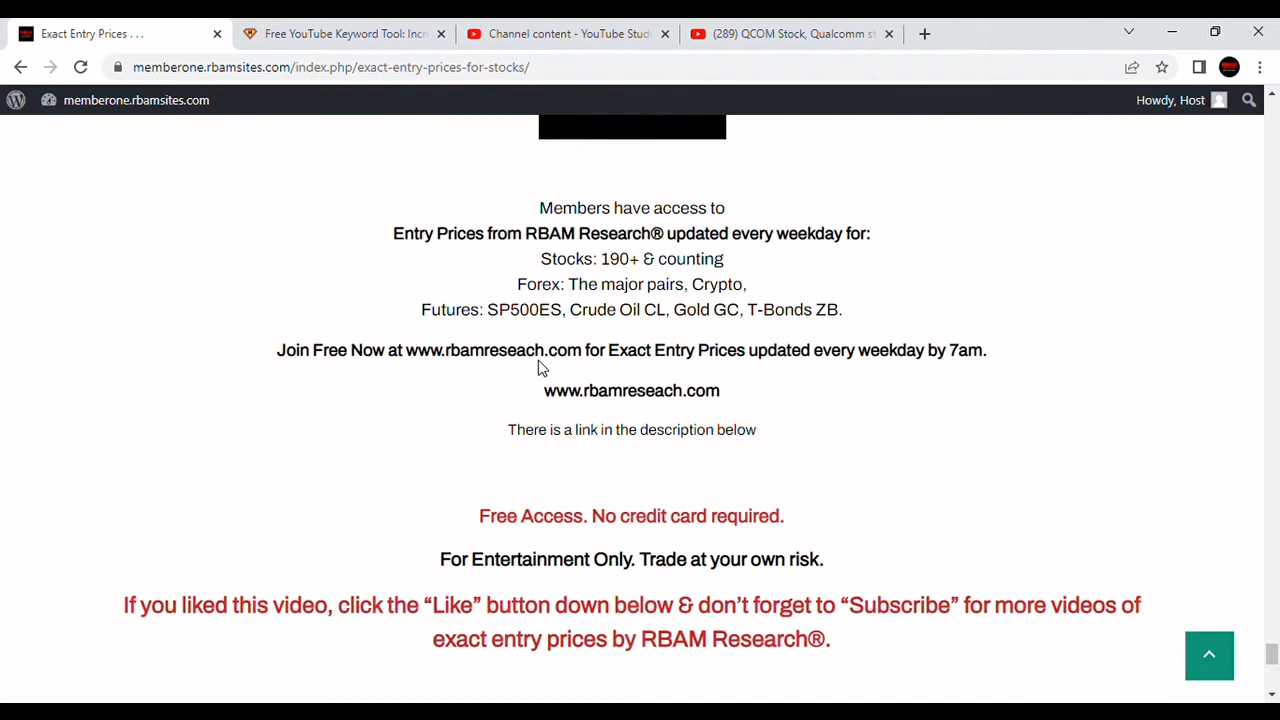 Exact Entry Prices . . .
Free YouTube Keyword Tool: Incr
Channel content - YouTube Stud
(289) QCOM Stock, Qualcomm st
memberone.rbamsites.com/index.php/exact-entry-prices-for-stocks/
memberone.rbamsites.com
Howdy, Host
Members have access to
Entry Prices from RBAM Research® updated every weekday for:
Stocks: 190+ & counting
Forex: The major pairs, Crypto,
Futures: SP500ES, Crude Oil CL, Gold GC, T-Bonds ZB.
Join Free Now at www.rbamreseach.com for Exact Entry Prices updated every weekday by 7am.
www.rbamreseach.com
There is a link in the description below
Free Access. No credit card required.
For Entertainment Only. Trade at your own risk.
If you liked this video, click the “Like” button down below & don’t forget to “Subscribe” for more videos of
exact entry prices by RBAM Research®.